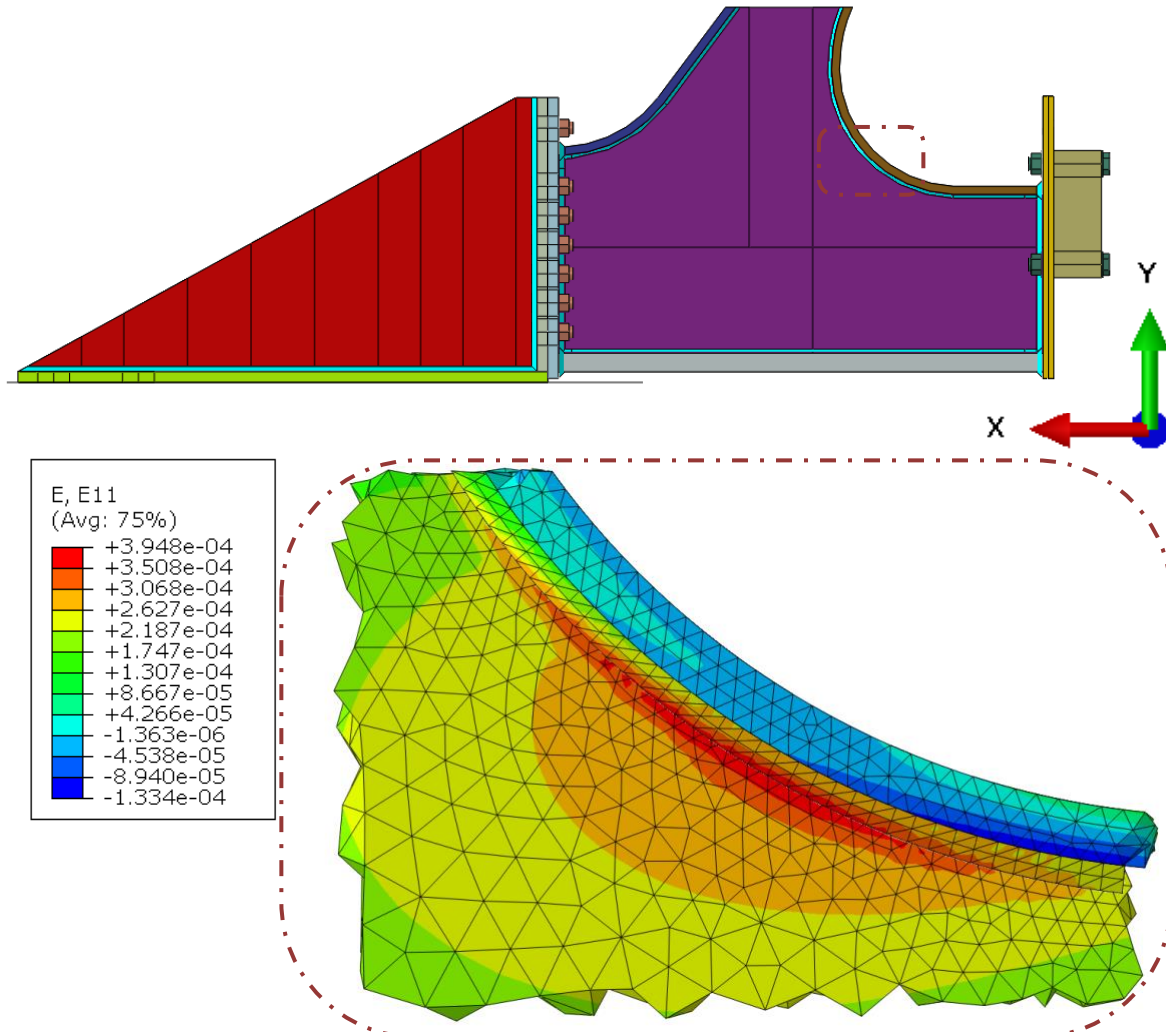 Y
X
E, E11
(Avg: 75%)
+3.948e-04
+3.508e-04
+3.068e-04
+2.627e-04
+2.187e-04
+1.747e-04
+1.307e-04
+8.667e-05
+4.266e-05
-1.363e-06
-4.538e-05
-8.940e-05
-1.334e-04